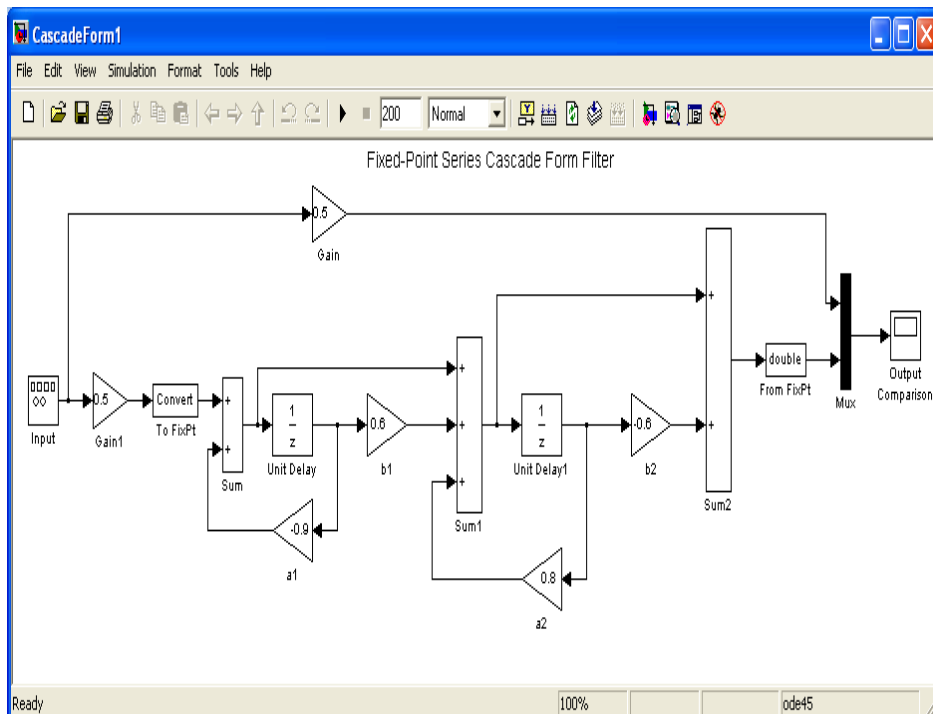 CascadeForm1
File Edit View Simulation Format Tools Help
200 Normal
Fixed-Point Series Cascade Form Filter
0.5
Gain
Input
0.5
Gain1
Convert
To FixPt
+
+
Sum
1
z
Unit Delay
0.6
b1
-0.9
a1
+
+
+
Sum1
1
z
Unit Delay1
-0.6
b2
0.8
a2
+
+
Sum2
double
From FixPt
Mux
Output
Comparison
Ready 100% ode45